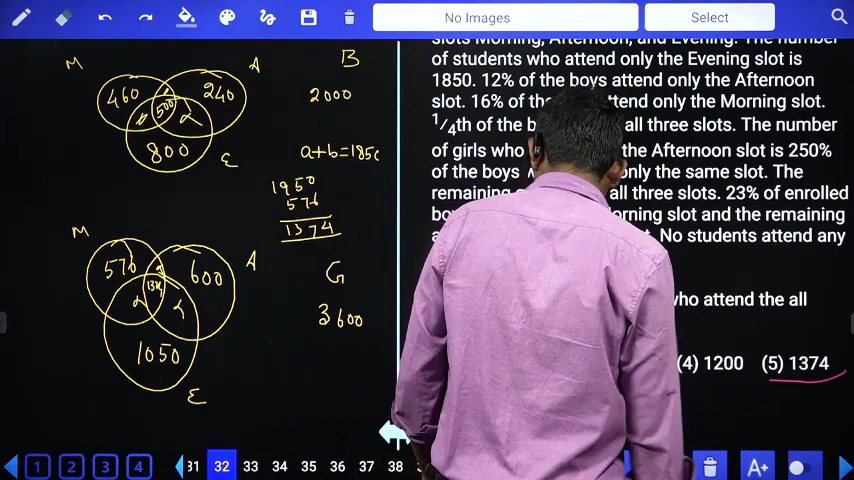 No Images
Select
M
A
B
460
240
500
2000
800
E
a+b=185
1950
576
1374
M
A
G
576
600
3600
1050
E
slots Morning, Afternoon, and Evening. The number
of students who attend only the Evening slot is
1850. 12% of the boys attend only the Afternoon
slot. 16% of the attend only the Morning slot.
1/4th of the all three slots. The number
of girls who the Afternoon slot is 250%
of the boys only the same slot. The
remaining all three slots. 23% of enrolled
slot and the remaining
No students attend any
who attend the all
(4) 1200 (5) 1374
1 2 3 4 31 32 33 34 35 36 37 38
A+